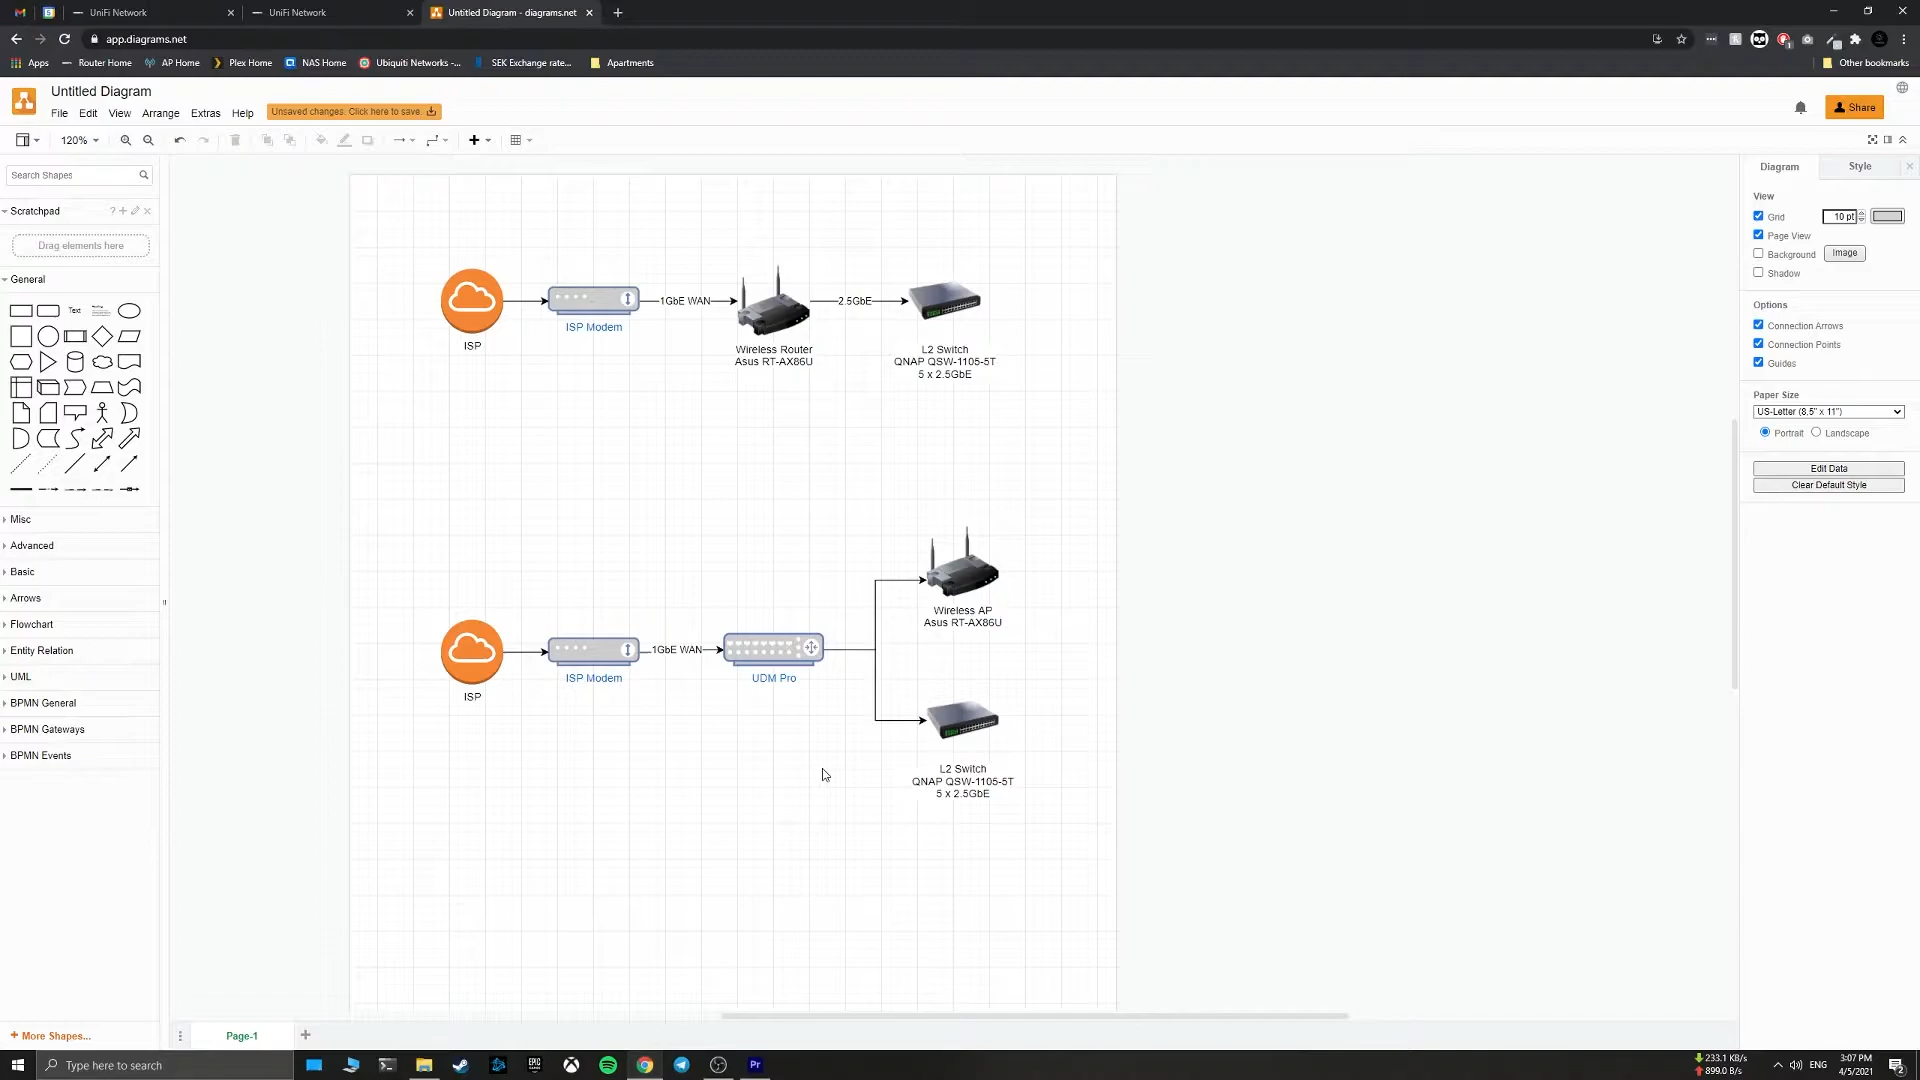 UniFi Network
UniFi Network
Untitled Diagram - diagrams.net
app.diagrams.net
Apps
Router Home
AP Home
Plex Home
NAS Home
Ubiquiti Networks -...
SEK Exchange rate...
Apartments
Other bookmarks
Untitled Diagram
File
Edit
View
Arrange
Extras
Help
Unsaved changes. Click here to save.
Share
120%
Search Shapes
Scratchpad
Drag elements here
General
Text
Misc
Advanced
Basic
Arrows
Flowchart
Entity Relation
UML
BPMN General
BPMN Gateways
BPMN Events
More Shapes...
ISP
ISP Modem
1GbE WAN
Wireless Router
Asus RT-AX86U
2.5GbE
L2 Switch
QNAP QSW-1105-5T
5 x 2.5GbE
ISP
ISP Modem
1GbE WAN
UDM Pro
Wireless AP
Asus RT-AX86U
L2 Switch
QNAP QSW-1105-5T
5 x 2.5GbE
Diagram
Style
View
Grid
10 pt
Page View
Background
Image
Shadow
Options
Connection Arrows
Connection Points
Guides
Paper Size
US-Letter (8,5" x 11")
Portrait
Landscape
Edit Data
Clear Default Style
Page-1
Type here to search
Pr
233.1 KB/s
899.0 B/s
ENG
3:07 PM
4/5/2021